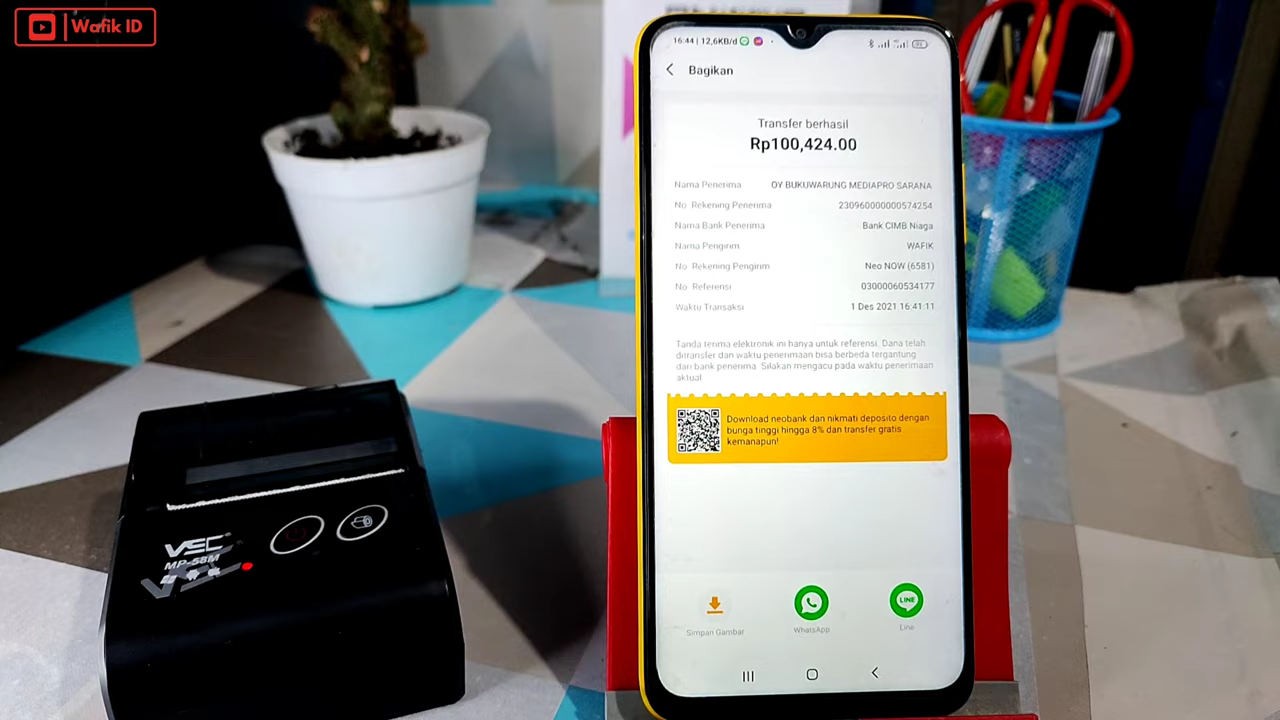 Wafik ID
16:44 | 12,6KB/d
Bagikan
Transfer berhasil
Rp100,424.00
Nama Penerima OY BUKUWARUNG MEDIAPRO SARANA
No. Rekening Penerima 230960000000574254
Nama Bank Penerima Bank CIMB Niaga
Nama Pengirim WAFIK
No. Rekening Pengirim Neo NOW (6581)
No. Referensi 03000060534177
Waktu Transaksi 1 Des 2021 16:41:11
Tanda terima elektronik ini hanya untuk referensi. Dana telah
ditransfer dan waktu penerimaan bisa berbeda tergantung
dari bank penerima. Silakan mengacu pada waktu penerimaan
aktual.
Download neobank dan nikmati deposito dengan
bunga tinggi hingga 8% dan transfer gratis
kemanapun!
LINE
Simpan Gambar WhatsApp Line
VSC
MP-58M